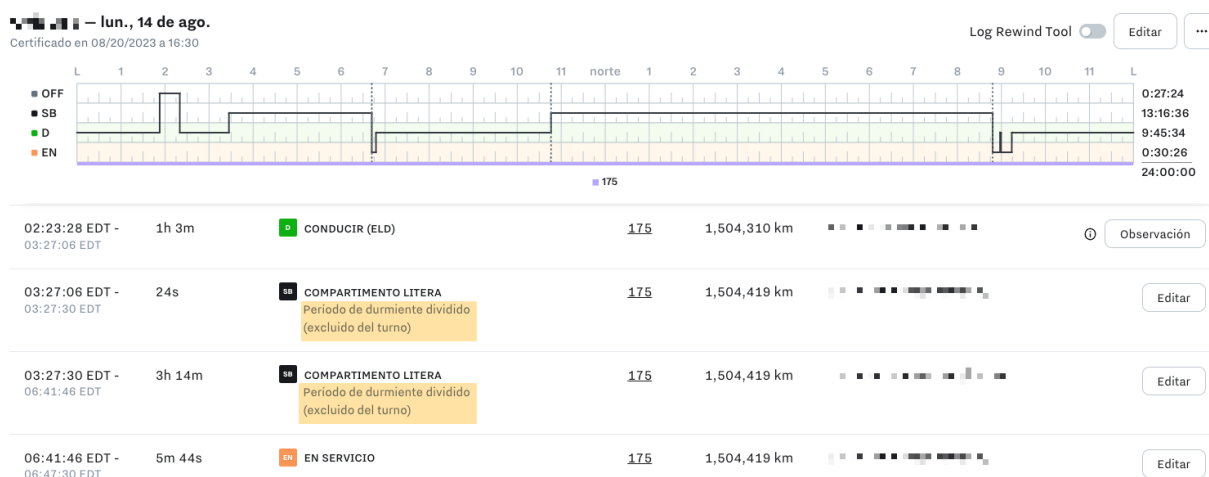 — lun., 14 de ago.
Certificado en 08/20/2023 a 16:30
Log Rewind Tool
Editar
...
L 1 2 3 4 5 6 7 8 9 10 11 norte 1 2 3 4 5 6 7 8 9 10 11 L
OFF 0:27:24
SB 13:16:36
D 9:45:34
EN 0:30:26
24:00:00
175
02:23:28 EDT - 1h 3m D CONDUCIR (ELD) 175 1,504,310 km Observación
03:27:06 EDT
03:27:06 EDT - 24s SB COMPARTIMENTO LITERA 175 1,504,419 km Editar
03:27:30 EDT Período de durmiente dividido
(excluido del turno)
03:27:30 EDT - 3h 14m SB COMPARTIMENTO LITERA 175 1,504,419 km Editar
06:41:46 EDT Período de durmiente dividido
(excluido del turno)
06:41:46 EDT - 5m 44s EN EN SERVICIO 175 1,504,419 km Editar
06:47:30 EDT